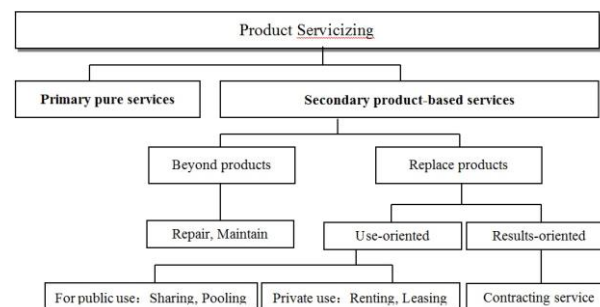 Product Servicizing
Primary pure services
Secondary product-based services
Beyond products
Replace products
Repair, Maintain
Use-oriented
Results-oriented
For public use：Sharing, Pooling
Private use：Renting, Leasing
Contracting service